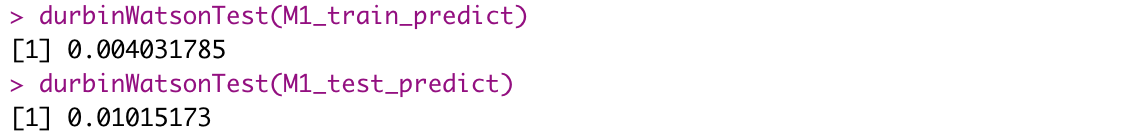 > durbinWatsonTest(M1_train_predict)
[1] 0.004031785
> durbinWatsonTest(M1_test_predict)
[1] 0.01015173